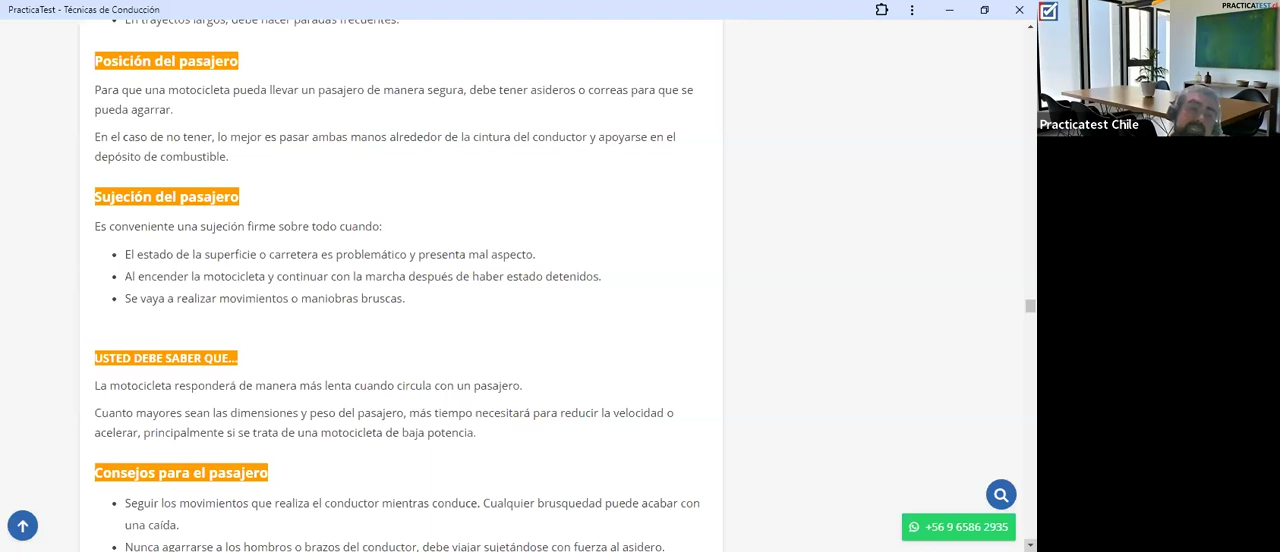 PracticaTest - Técnicas de Conducción
PRACTICATEST.cl
En trayectos largos, debe hacer paradas frecuentes.
Posición del pasajero
Para que una motocicleta pueda llevar un pasajero de manera segura, debe tener asideros o correas para que se
pueda agarrar.
En el caso de no tener, lo mejor es pasar ambas manos alrededor de la cintura del conductor y apoyarse en el
depósito de combustible.
Practicatest Chile
Sujeción del pasajero
Es conveniente una sujeción firme sobre todo cuando:
• El estado de la superficie o carretera es problemático y presenta mal aspecto.
• Al encender la motocicleta y continuar con la marcha después de haber estado detenidos.
• Se vaya a realizar movimientos o maniobras bruscas.
USTED DEBE SABER QUE...
La motocicleta responderá de manera más lenta cuando circula con un pasajero.
Cuanto mayores sean las dimensiones y peso del pasajero, más tiempo necesitará para reducir la velocidad o
acelerar, principalmente si se trata de una motocicleta de baja potencia.
Consejos para el pasajero
• Seguir los movimientos que realiza el conductor mientras conduce. Cualquier brusquedad puede acabar con
una caída.
• Nunca agarrarse a los hombros o brazos del conductor, debe viajar sujetándose con fuerza al asidero.
+56 9 6586 2935